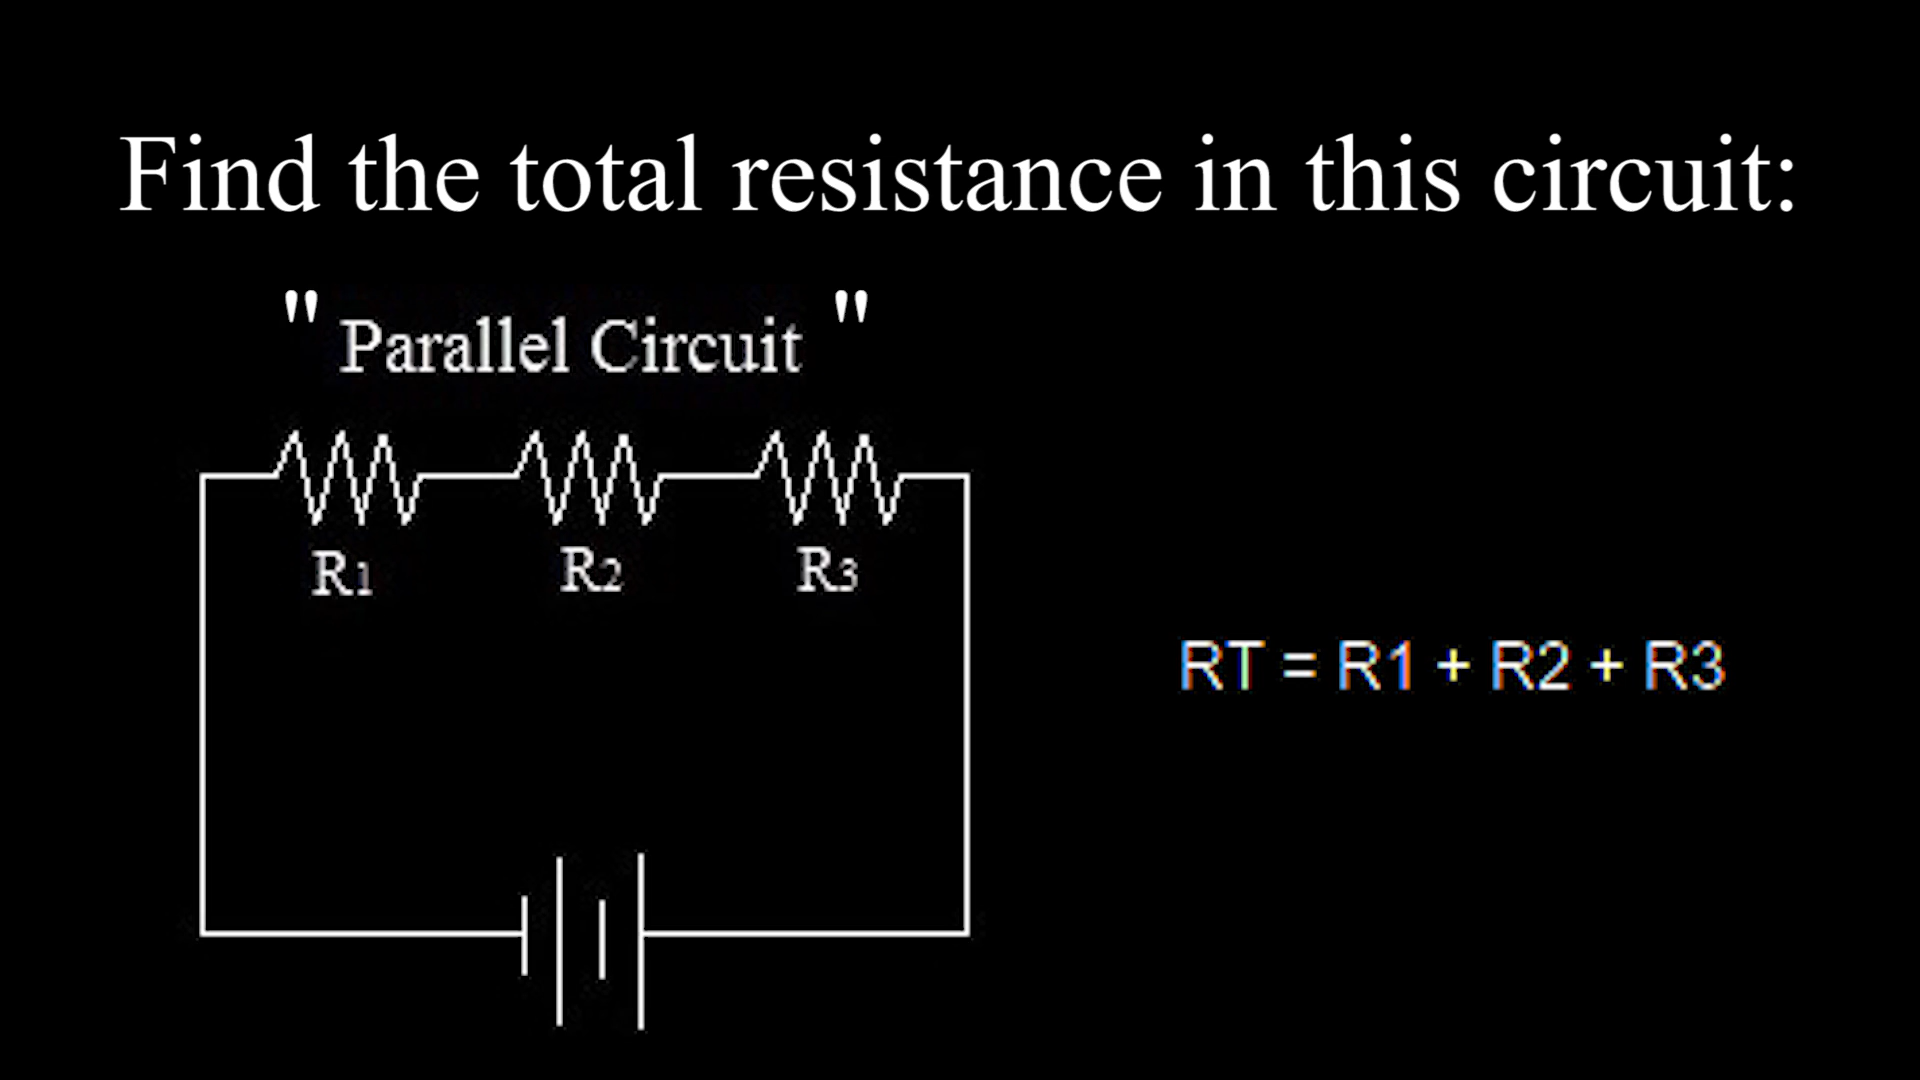 Find the total resistance in this circuit:
" Parallel Circuit "
R1 R2 R3
RT = R1 + R2 + R3